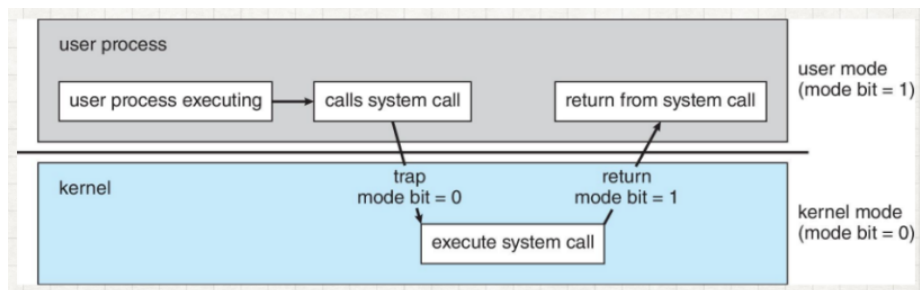 user process
user process executing
calls system call
return from system call
user mode
(mode bit = 1)
kernel
trap
mode bit = 0
return
mode bit = 1
execute system call
kernel mode
(mode bit = 0)